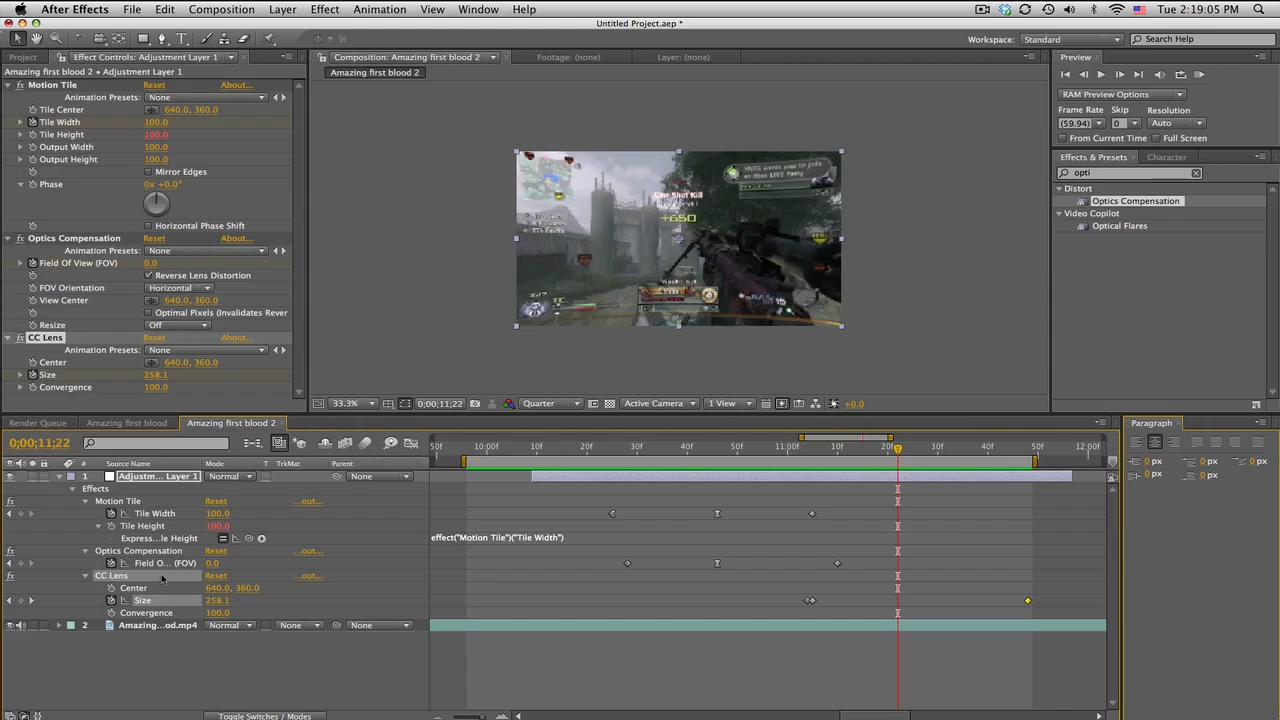 After Effects File Edit Composition Layer Effect Animation View Window Help Tue 2:19:05 PM
Untitled Project.aep *
Workspace: Standard Search Help
Project Effect Controls: Adjustment Layer 1 Composition: Amazing first blood 2 Footage: (none) Layer: (none) Preview
Amazing first blood 2 • Adjustment Layer 1 Amazing first blood 2
Motion Tile Reset About...
Animation Presets: None
Tile Center 640.0, 360.0
Tile Width 100.0
Tile Height 100.0
Output Width 100.0
Output Height 100.0
Mirror Edges
Phase 0x +0.0°
Horizontal Phase Shift
Optics Compensation Reset About...
Animation Presets: None
Field Of View (FOV) 0.0
Reverse Lens Distortion
FOV Orientation Horizontal
View Center 640.0, 360.0
Optimal Pixels (Invalidates Rever
Resize Off
CC Lens Reset About...
Animation Presets: None
Center 640.0, 360.0
Size 258.1
Convergence 100.0
One Shot Kill
+650
33.3% 0;00;11;22 Quarter Active Camera 1 View +0.0
RAM Preview Options
Frame Rate Skip Resolution
(59.94) 0 Auto
From Current Time Full Screen
Effects & Presets Character
opti
Distort
Optics Compensation
Video Copilot
Optical Flares
Render Queue Amazing first blood Amazing first blood 2
0;00;11;22
50f 10:00f 10f 20f 30f 40f 50f 11:00f 10f 20f 30f 40f 50f 12:00f
# Source Name Mode T TrkMat Parent
1 Adjustm... Layer 1 Normal None
Effects
Motion Tile Reset ...out...
Tile Width 100.0
Tile Height 100.0
Express...le Height effect("Motion Tile")("Tile Width")
Optics Compensation Reset ...out...
Field O... (FOV) 0.0
CC Lens Reset ...out...
Center 640.0, 360.0
Size 258.1
Convergence 100.0
2 Amazing...od.mp4 Normal None None
Toggle Switches / Modes
Paragraph
0 px 0 px 0 px
0 px 0 px